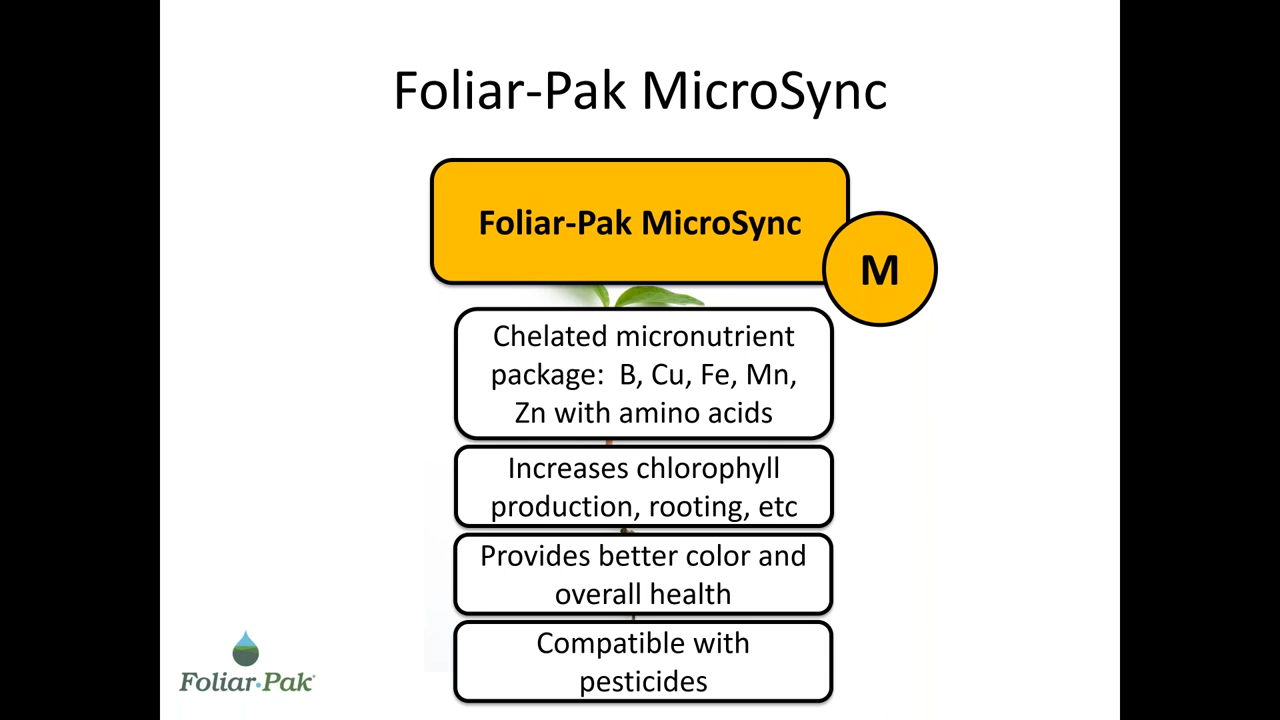 Foliar-Pak MicroSync
Foliar-Pak MicroSync
M
Chelated micronutrient
package:  B, Cu, Fe, Mn,
Zn with amino acids
Increases chlorophyll
production, rooting, etc
Provides better color and
overall health
Compatible with
pesticides
Foliar·Pak